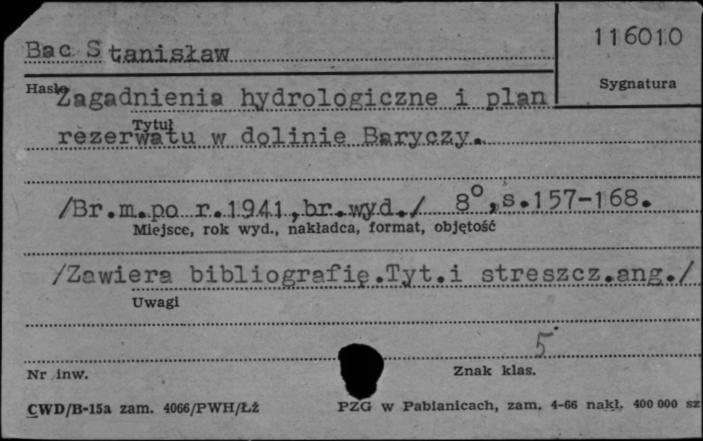 Bac Stanisław
116010
Hasło
Sygnatura
Zagadnienia hydrologiczne i plan
Tytuł
rezerwatu w dolinie Baryczy.
/Br.m.po r.1941,br.wyd./ 8°,s.157-168.
Miejsce, rok wyd., nakładca, format, objętość
/Zawiera bibliografię.Tyt.i streszcz.ang./
Uwagi
5
Nr inw.
Znak klas.
CWD/B-15a zam. 4066/PWH/Łż
PZG w Pabianicach, zam. 4-66 nakł. 400 000 sz